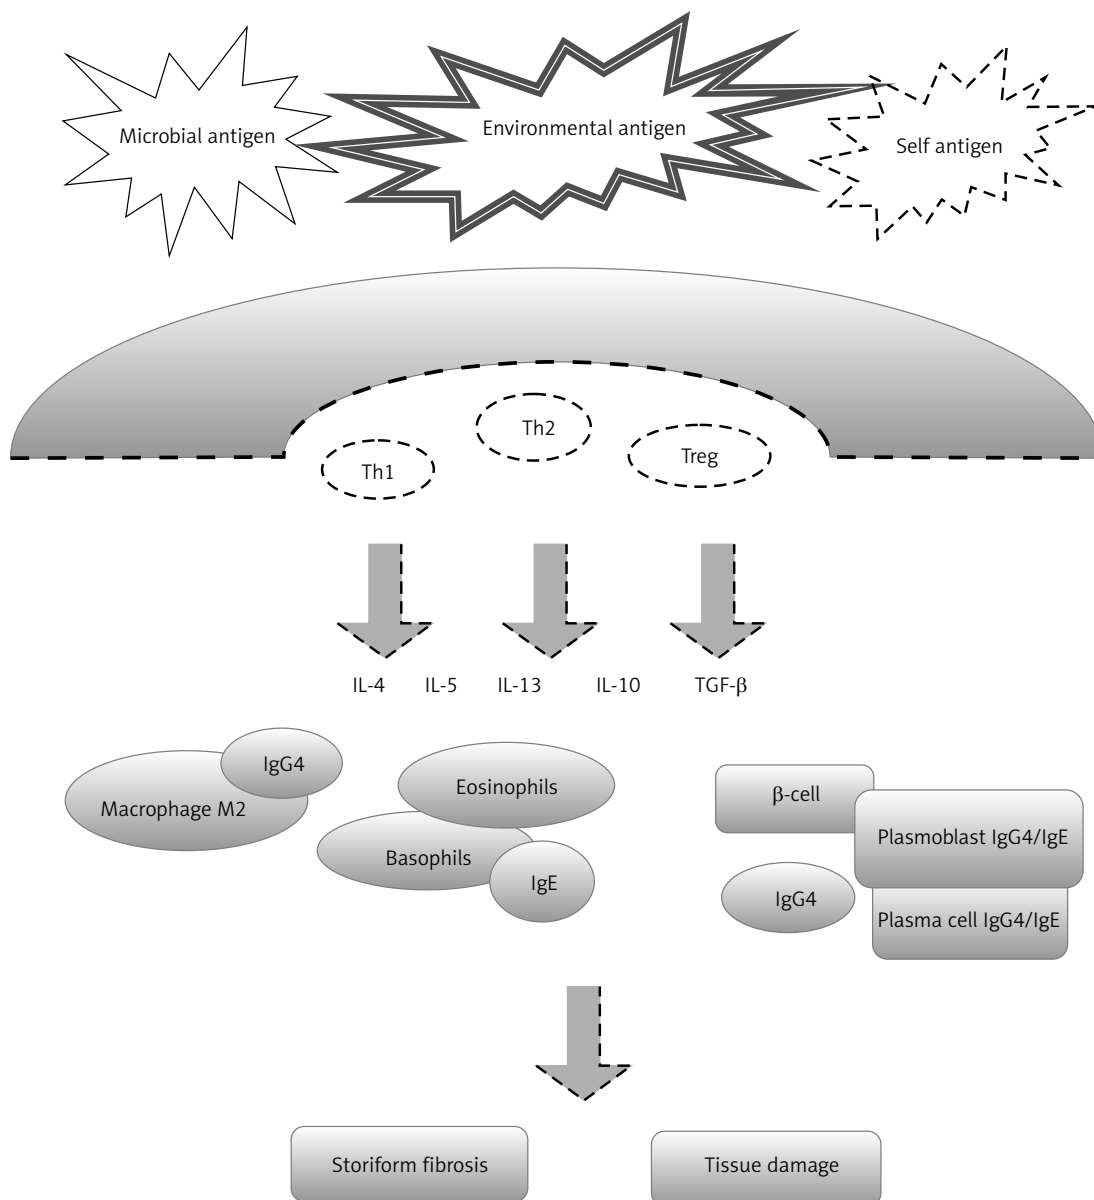 Microbial antigen
Environmental antigen
Self antigen
Th1
Th2
Treg
IL-4
IL-5
IL-13
IL-10
TGF-β
IgG4
Macrophage M2
Eosinophils
Basophils
IgE
β-cell
Plasmoblast IgG4/IgE
IgG4
Plasma cell IgG4/IgE
Storiform fibrosis
Tissue damage